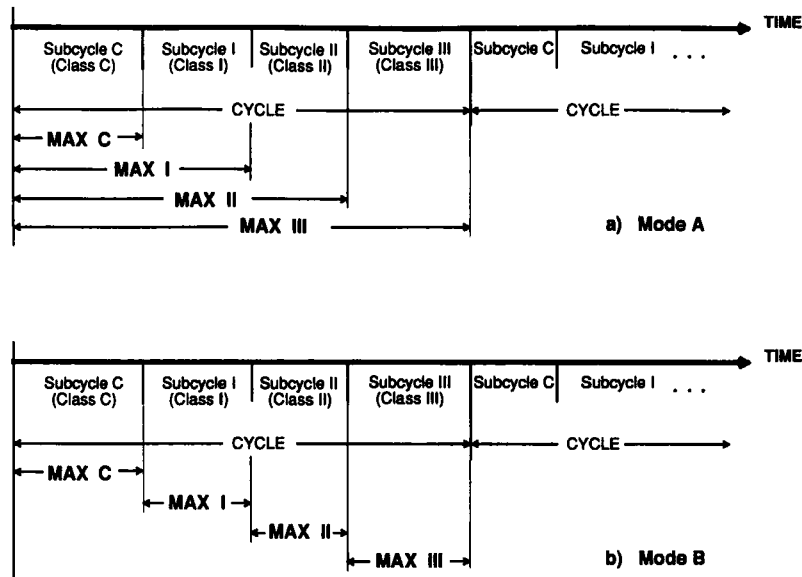 TIME
Subcycle C Subcycle I Subcycle II Subcycle III Subcycle C Subcycle I . . .
(Class C) (Class I) (Class II) (Class III)
CYCLE CYCLE
MAX C
MAX I
MAX II
MAX III
a) Mode A
TIME
Subcycle C Subcycle I Subcycle II Subcycle III Subcycle C Subcycle I . . .
(Class C) (Class I) (Class II) (Class III)
CYCLE CYCLE
MAX C
MAX I
MAX II
MAX III
b) Mode B